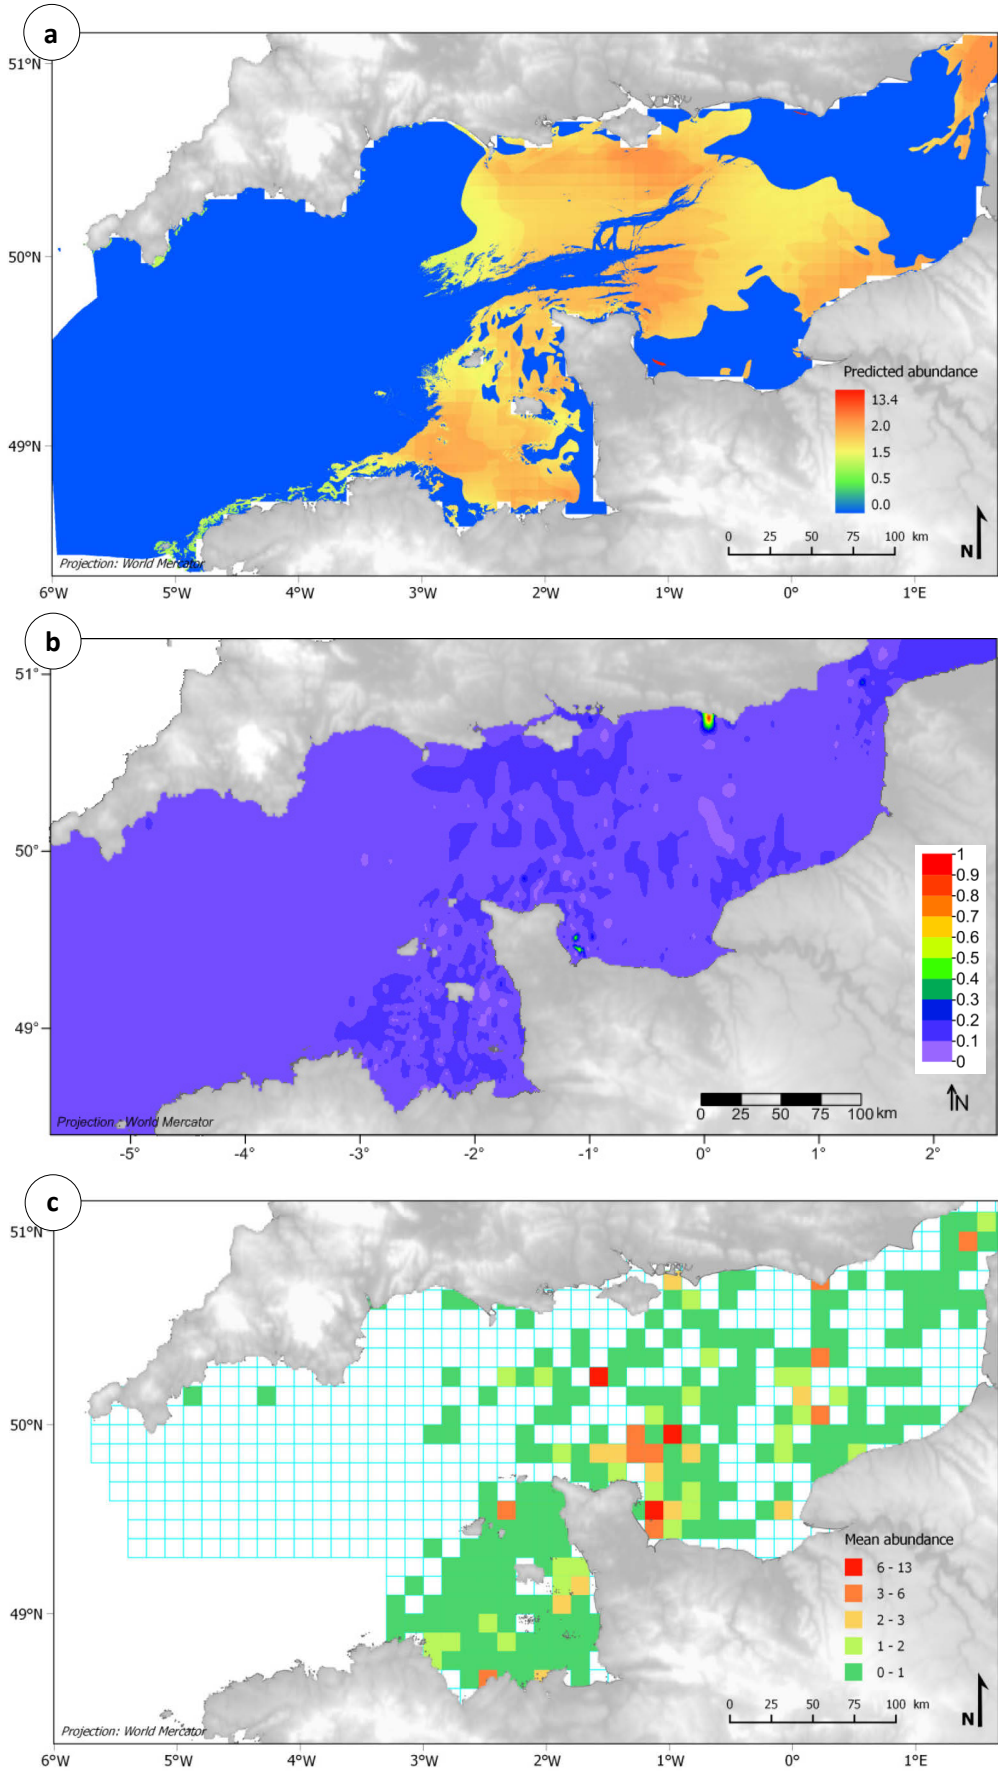 a
51°N
50°N
49°N
Predicted abundance
13.4
2.0
1.5
0.5
0.0
0 25 50 75 100 km
N
Projection: World Mercator
6°W 5°W 4°W 3°W 2°W 1°W 0° 1°E
b
51°
50°
49°
1
0.9
0.8
0.7
0.6
0.5
0.4
0.3
0.2
0.1
0
N
0 25 50 75 100 km
Projection : World Mercator
-5° -4° -3° -2° -1° 0° 1° 2°
c
51°N
50°N
49°N
Mean abundance
6 - 13
3 - 6
2 - 3
1 - 2
0 - 1
0 25 50 75 100 km
N
Projection: World Mercator
6°W 5°W 4°W 3°W 2°W 1°W 0° 1°E